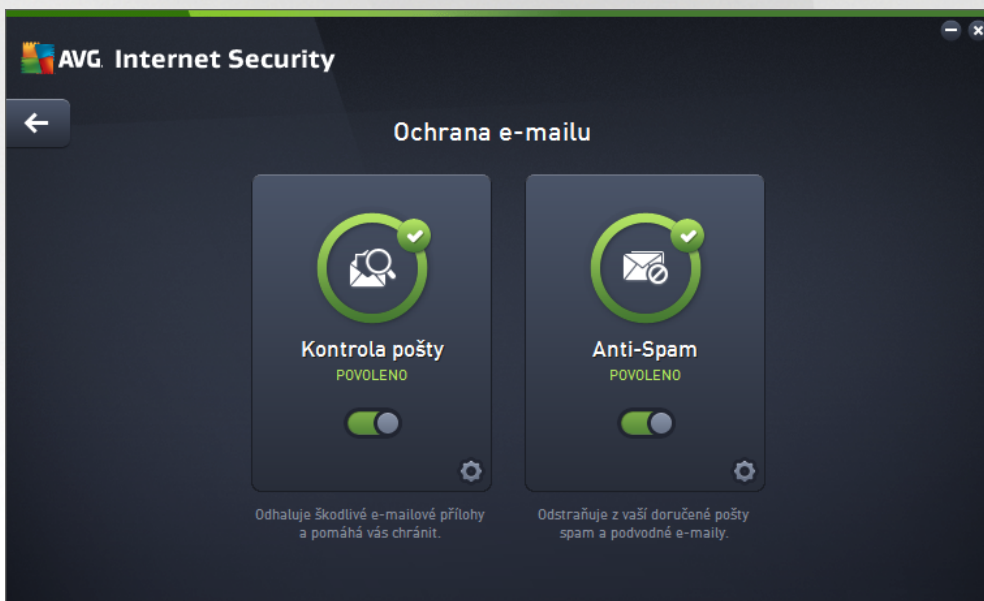 AVG Internet Security
Ochrana e-mailu
Kontrola pošty
POVOLENO
Odhaluje škodlivé e-mailové přílohy
a pomáhá vás chránit.
Anti-Spam
POVOLENO
Odstraňuje z vaší doručené pošty
spam a podvodné e-maily.